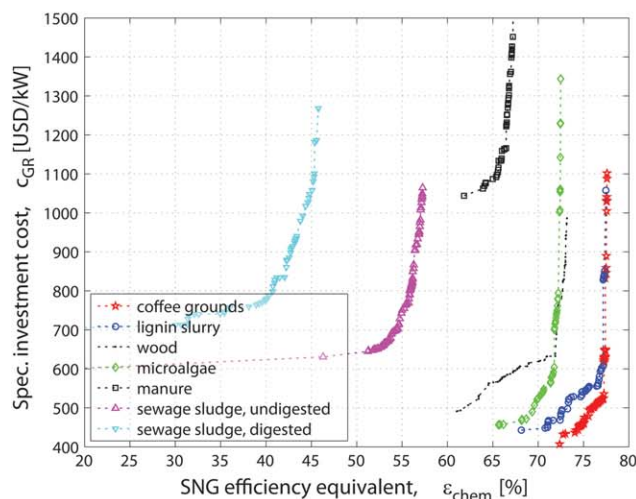 1500
1400
1300
1200
1100
1000
900
800
700
600
500
400
Spec. investment cost, c_GR [USD/kW]
coffee grounds
lignin slurry
wood
microalgae
manure
sewage sludge, undigested
sewage sludge, digested
20 25 30 35 40 45 50 55 60 65 70 75 80
SNG efficiency equivalent, ε_chem [%]